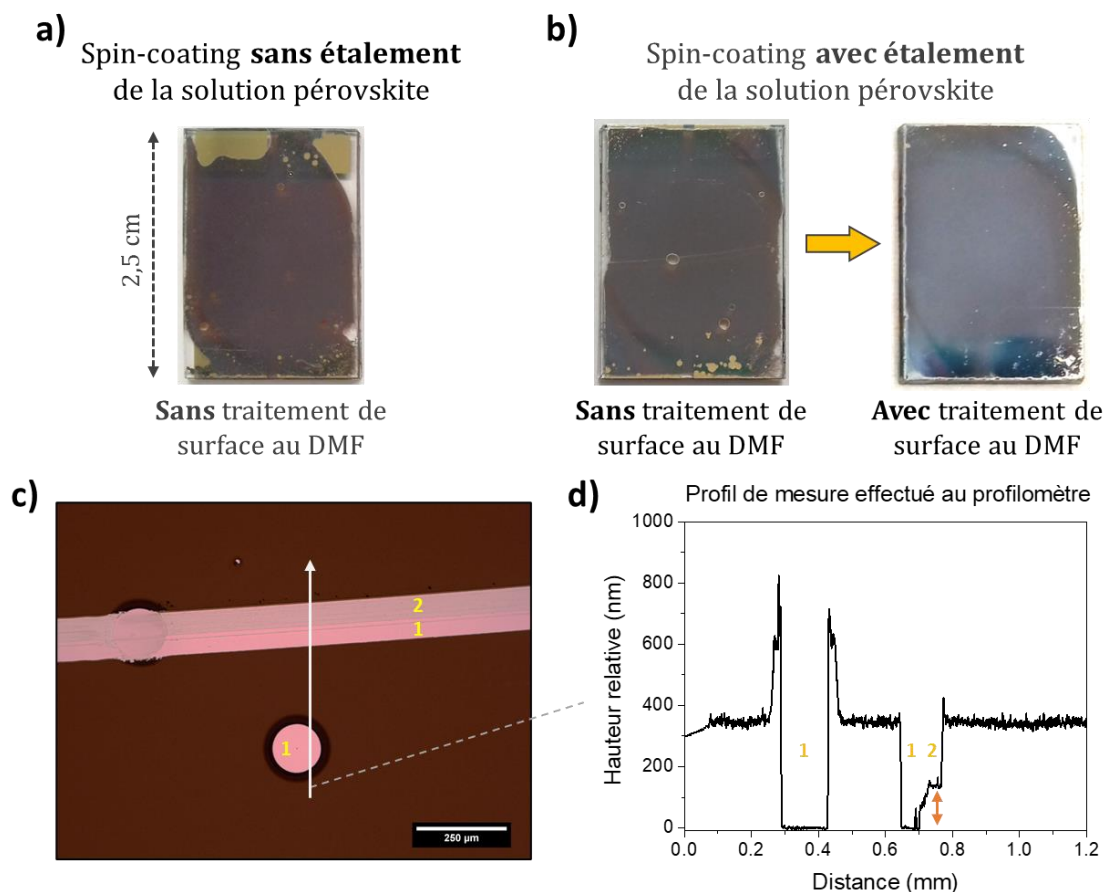 a)
Spin-coating sans étalement
de la solution pérovskite
2,5 cm
Sans traitement de
surface au DMF
b)
Spin-coating avec étalement
de la solution pérovskite
Sans traitement de
surface au DMF
Avec traitement de
surface au DMF
c)
2
1
1
250 µm
d)
Profil de mesure effectué au profilomètre
Hauteur relative (nm)
1000
800
600
400
200
0
1
1 2
0.0 0.2 0.4 0.6 0.8 1.0 1.2
Distance (mm)